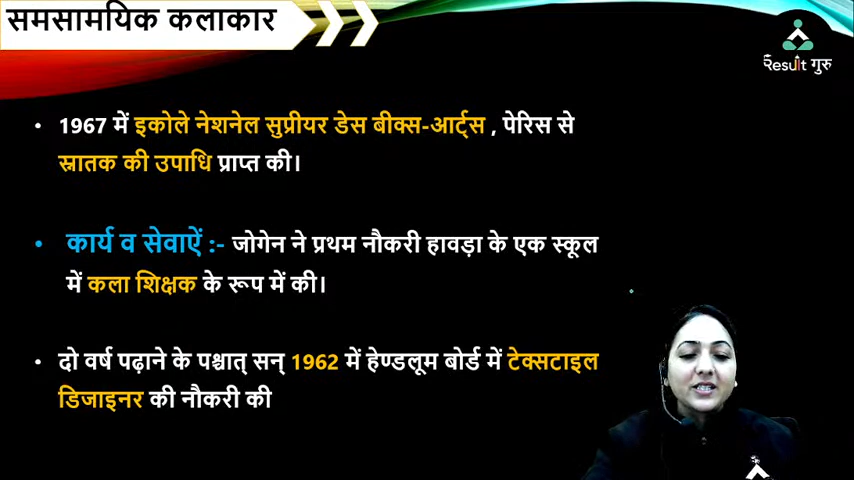 समसामयिक कलाकार
Result गुरु
• 1967 में इकोले नेशनेल सुप्रीयर डेस बीक्स-आर्ट्स , पेरिस से
स्नातक की उपाधि प्राप्त की।
• कार्य व सेवाऐं :- जोगेन ने प्रथम नौकरी हावड़ा के एक स्कूल
में कला शिक्षक के रूप में की।
• दो वर्ष पढ़ाने के पश्चात् सन् 1962 में हेण्डलूम बोर्ड में टेक्सटाइल
डिजाइनर की नौकरी की